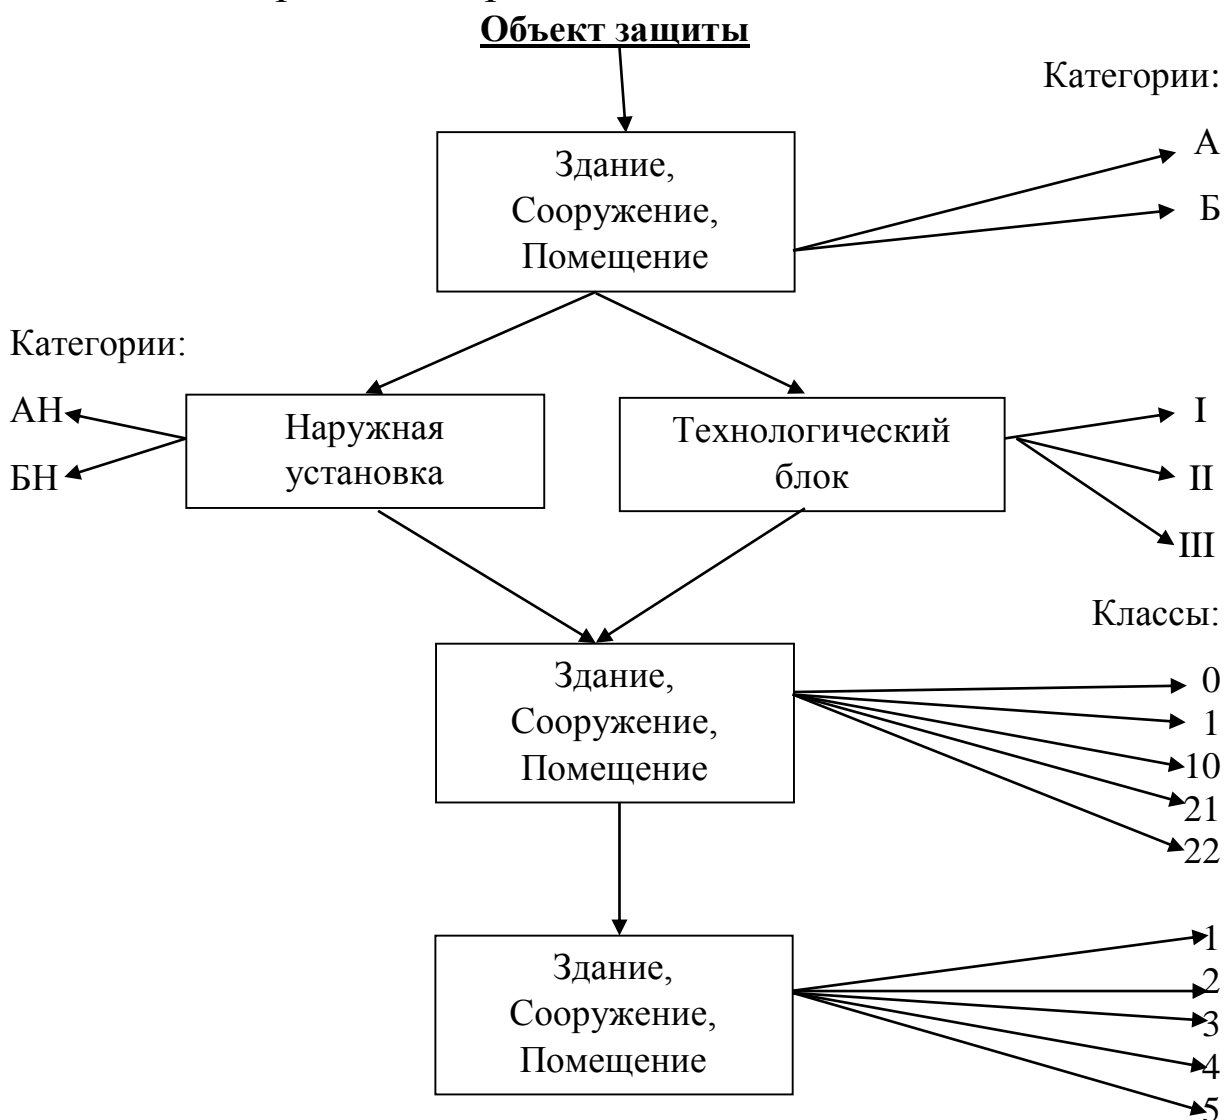 Объект защиты
Категории:
Здание,
Сооружение,
Помещение
А
Б
Категории:
АН
БН
Наружная
установка
Технологический
блок
I
II
III
Классы:
Здание,
Сооружение,
Помещение
0
1
10
21
22
Здание,
Сооружение,
Помещение
1
2
3
4
5